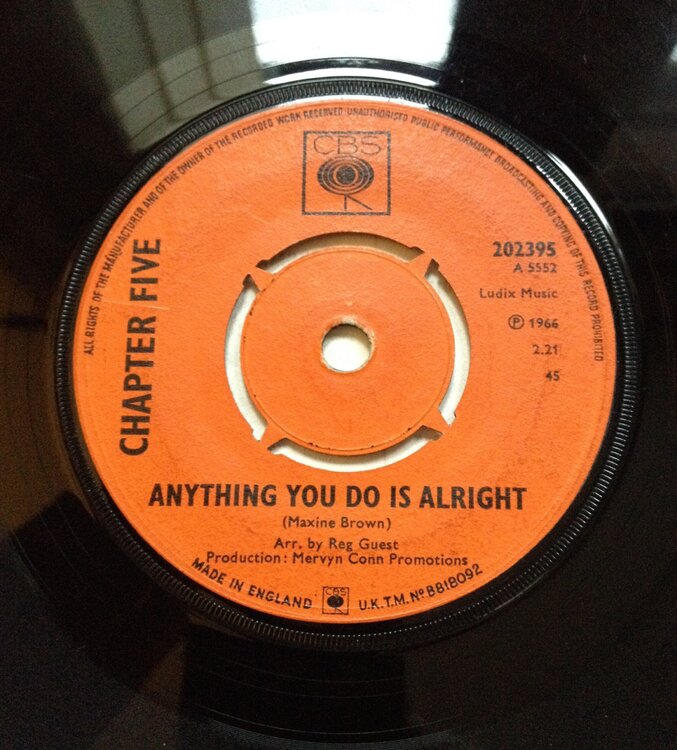 ALL RIGHTS OF THE MANUFACTURER AND OF THE OWNER OF THE RECORDED WORK RESERVED UNAUTHORISED PUBLIC PERFORMANCE BROADCASTING AND COPYING OF THIS RECORD PROHIBITED
CBS
CHAPTER FIVE
202395
A 5552
Ludix Music
℗ 1966
2.21
45
ANYTHING YOU DO IS ALRIGHT
(Maxine Brown)
Arr. by Reg Guest
Production: Mervyn Conn Promotions
MADE IN ENGLAND CBS U.K.T.M. Nº B818092